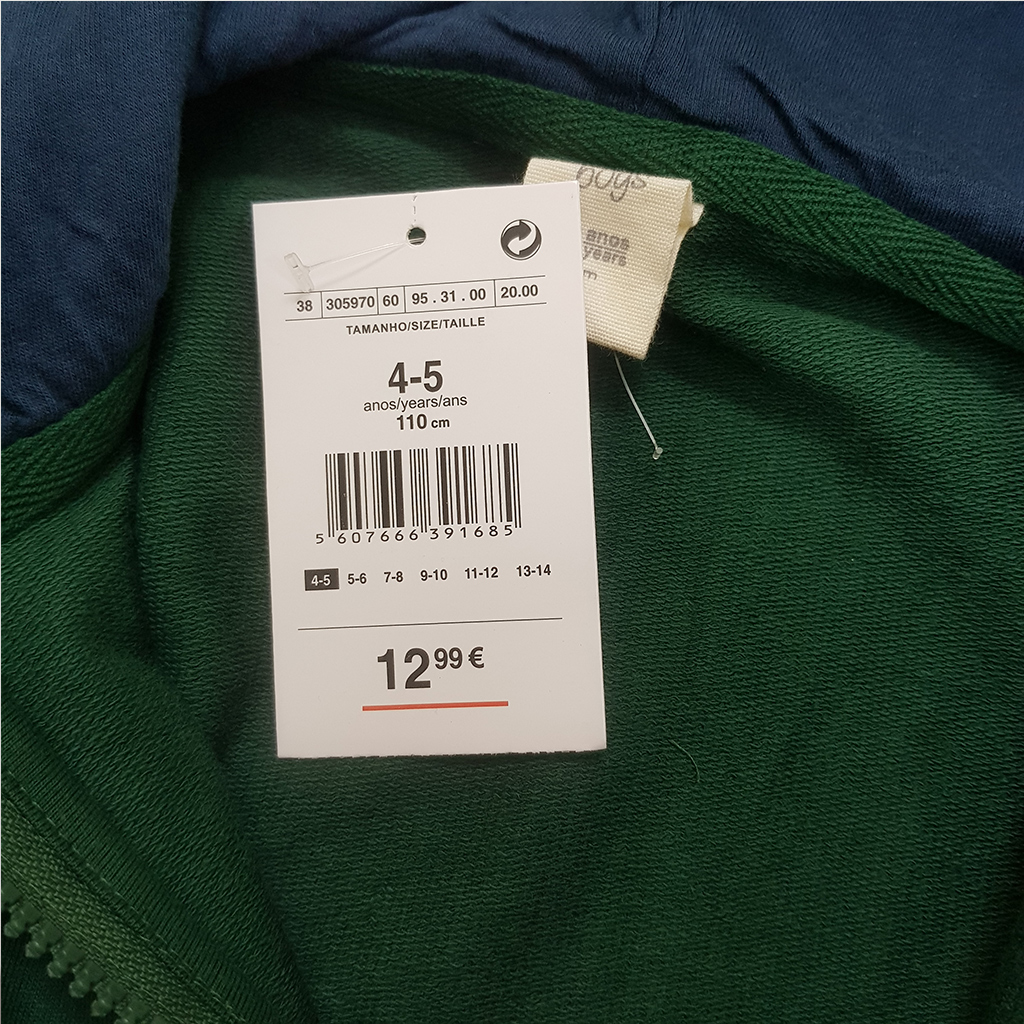 boys
anos
years
38 305970 60 95 . 31 . 00 20.00
TAMANHO/SIZE/TAILLE
4-5
anos/years/ans
110 cm
5 607666 391685
4-5 5-6 7-8 9-10 11-12 13-14
12 99 €